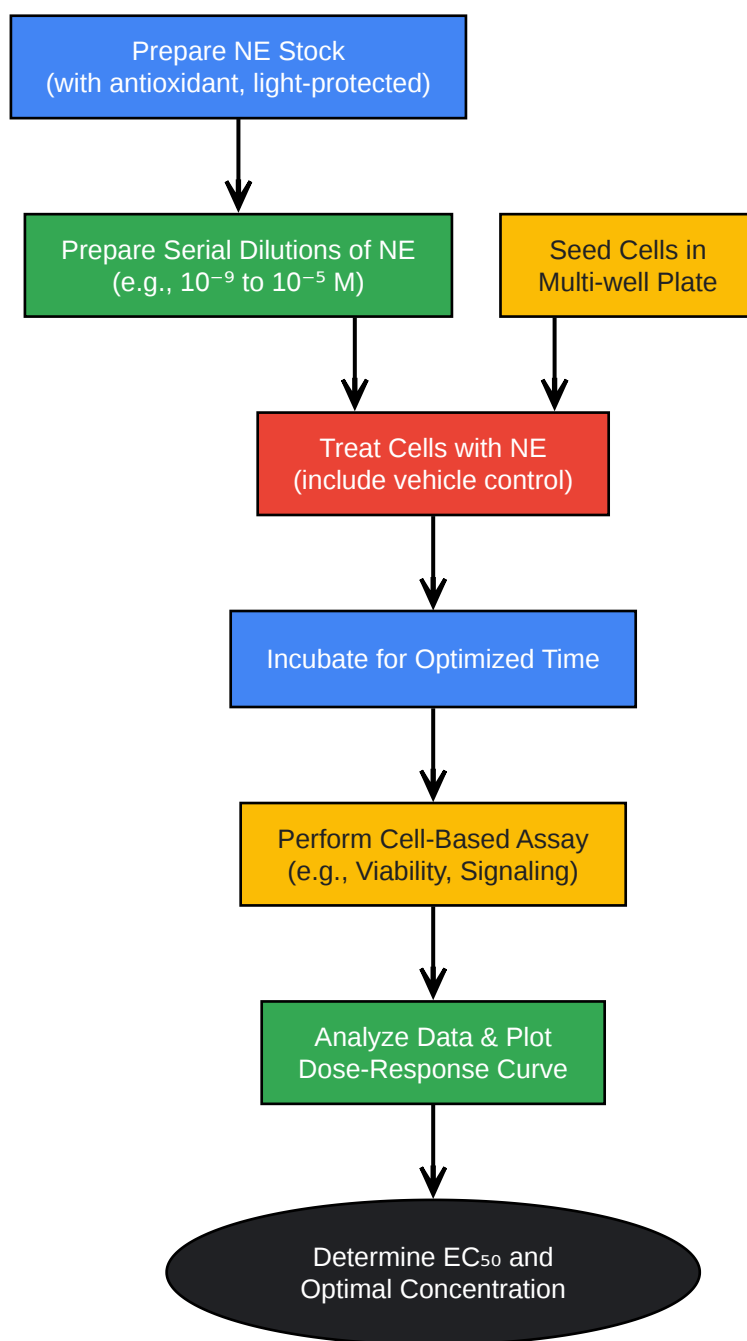 Prepare NE Stock
(with antioxidant, light-protected)
Prepare Serial Dilutions of NE
(e.g., 10⁻⁹ to 10⁻⁵ M)
Seed Cells in
Multi-well Plate
Treat Cells with NE
(include vehicle control)
Incubate for Optimized Time
Perform Cell-Based Assay
(e.g., Viability, Signaling)
Analyze Data & Plot
Dose-Response Curve
Determine EC₅₀ and
Optimal Concentration